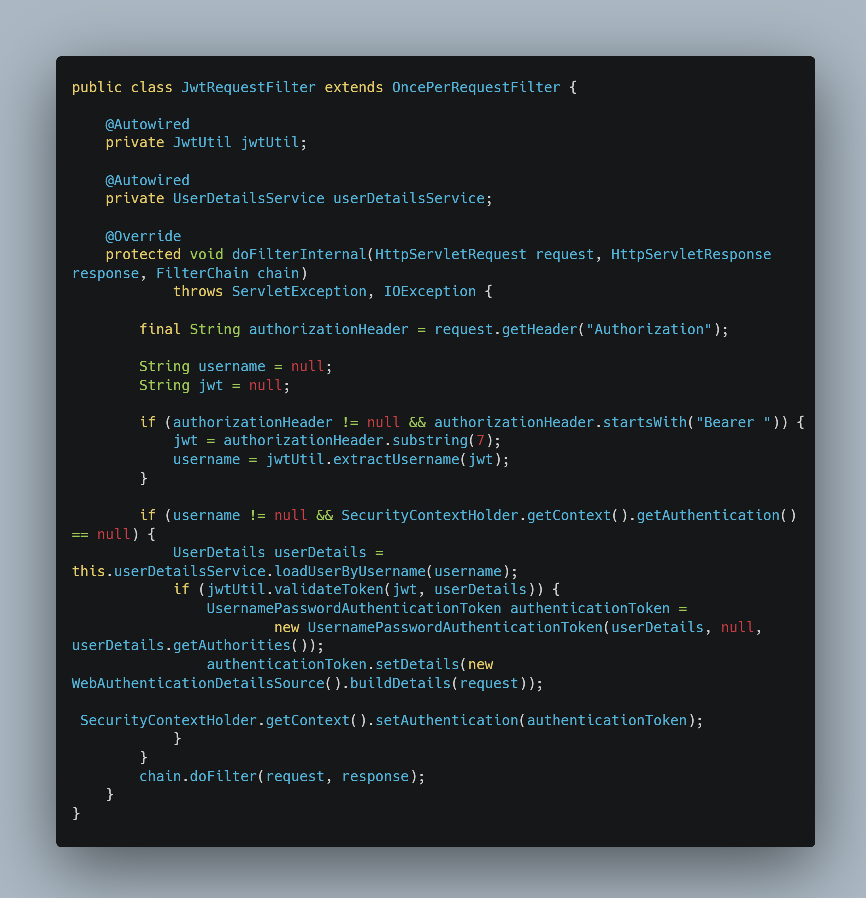 public class JwtRequestFilter extends OncePerRequestFilter {

    @Autowired
    private JwtUtil jwtUtil;

    @Autowired
    private UserDetailsService userDetailsService;

    @Override
    protected void doFilterInternal(HttpServletRequest request, HttpServletResponse
response, FilterChain chain)
            throws ServletException, IOException {

        final String authorizationHeader = request.getHeader("Authorization");

        String username = null;
        String jwt = null;

        if (authorizationHeader != null && authorizationHeader.startsWith("Bearer ")) {
            jwt = authorizationHeader.substring(7);
            username = jwtUtil.extractUsername(jwt);
        }

        if (username != null && SecurityContextHolder.getContext().getAuthentication()
== null) {
            UserDetails userDetails =
this.userDetailsService.loadUserByUsername(username);
            if (jwtUtil.validateToken(jwt, userDetails)) {
                UsernamePasswordAuthenticationToken authenticationToken =
                        new UsernamePasswordAuthenticationToken(userDetails, null,
userDetails.getAuthorities());
                authenticationToken.setDetails(new
WebAuthenticationDetailsSource().buildDetails(request));

 SecurityContextHolder.getContext().setAuthentication(authenticationToken);
            }
        }
        chain.doFilter(request, response);
    }
}